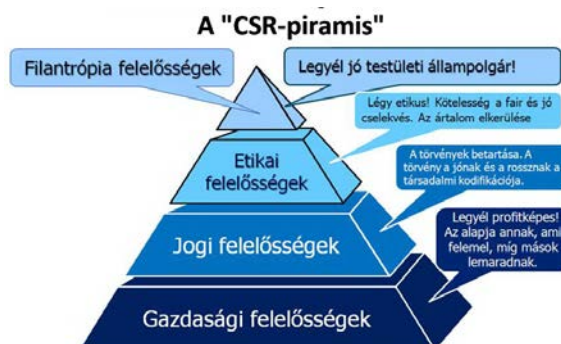 A "CSR-piramis"
Filantrópia felelősségek
Legyél jó testületi állampolgár!
Légy etikus! Kötelesség a fair és jó
cselekvés. Az ártalom elkerülése
Etikai
felelősségek
A törvények betartása. A
törvény a jónak és a rossznak a
társadalmi kodifikációja.
Jogi felelősségek
Legyél profitképes!
Az alapja annak, ami
felemel, míg mások
lemaradnak.
Gazdasági felelősségek